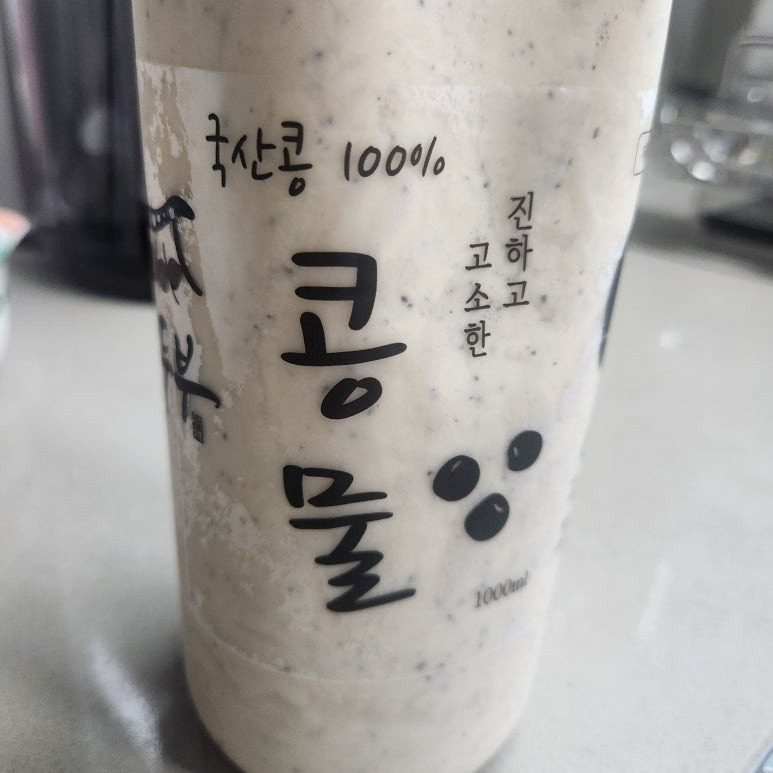 국산콩 100%
진하고
고소한
콩
물
1000ml